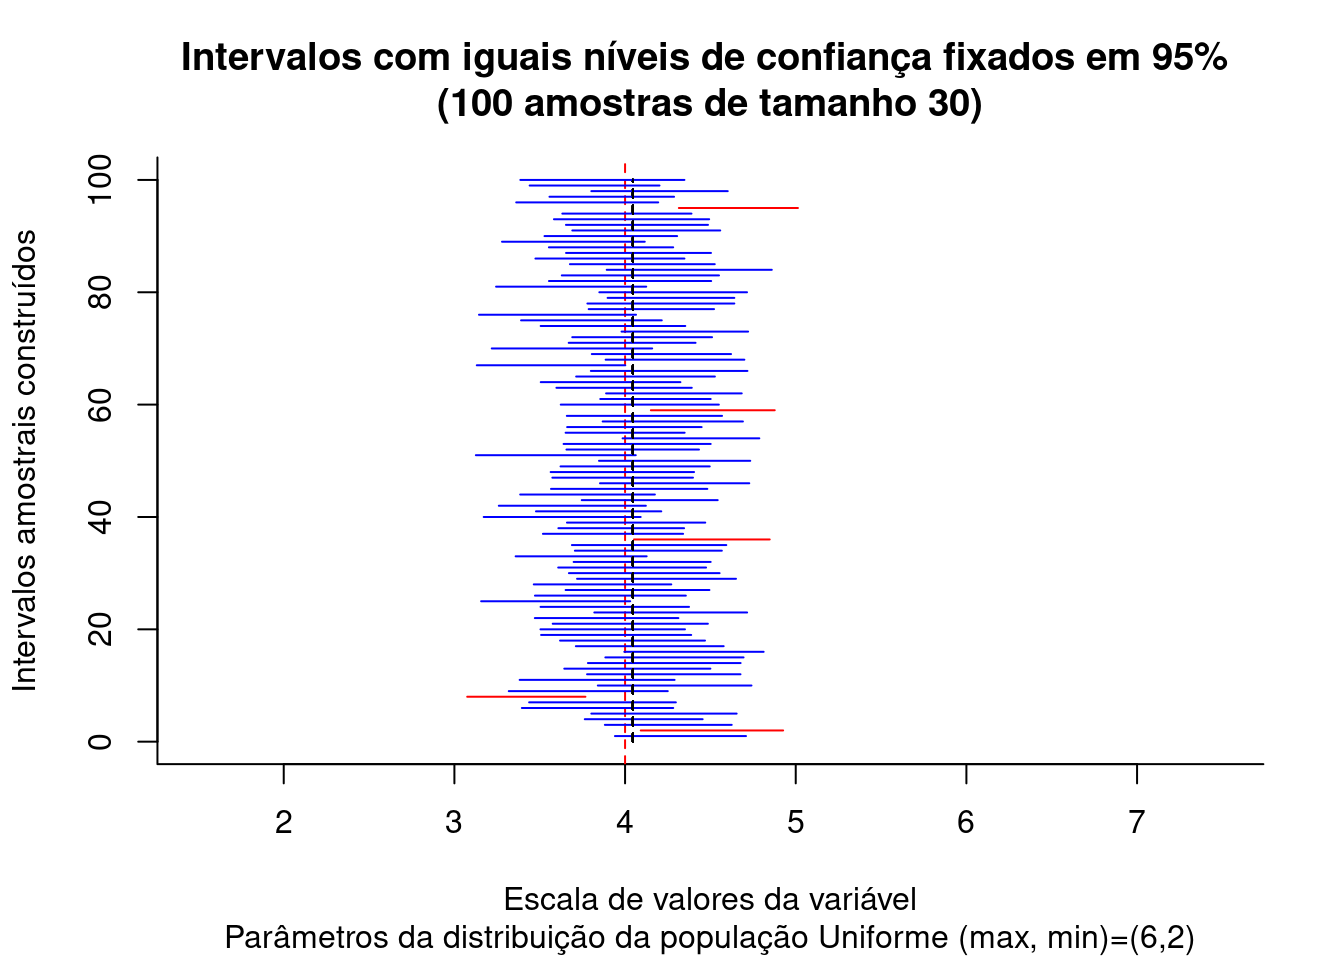 Intervalos com iguais níveis de confiança fixados em 95%
(100 amostras de tamanho 30)
Intervalos amostrais construídos
100
80
60
40
20
0
2 3 4 5 6 7
Escala de valores da variável
Parâmetros da distribuição da população Uniforme (max, min)=(6,2)